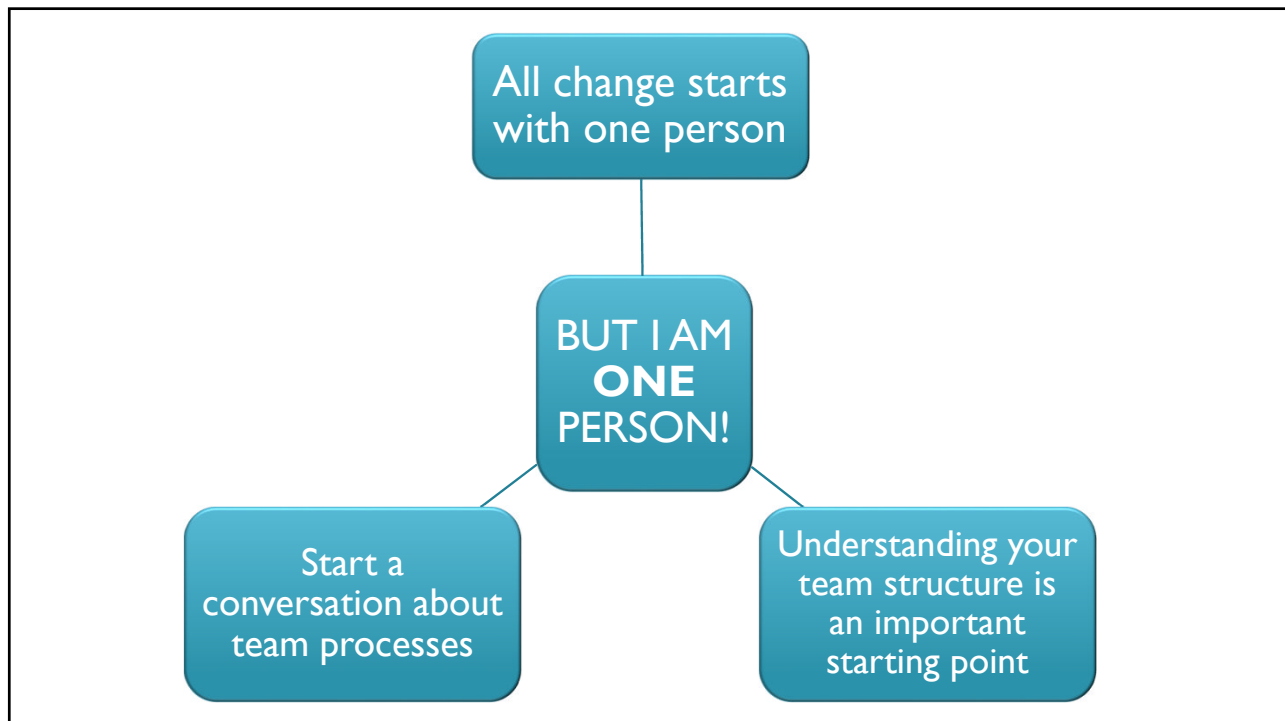 All change starts
with one person
BUT I AM
ONE
PERSON!
Start a
conversation about
team processes
Understanding your
team structure is
an important
starting point